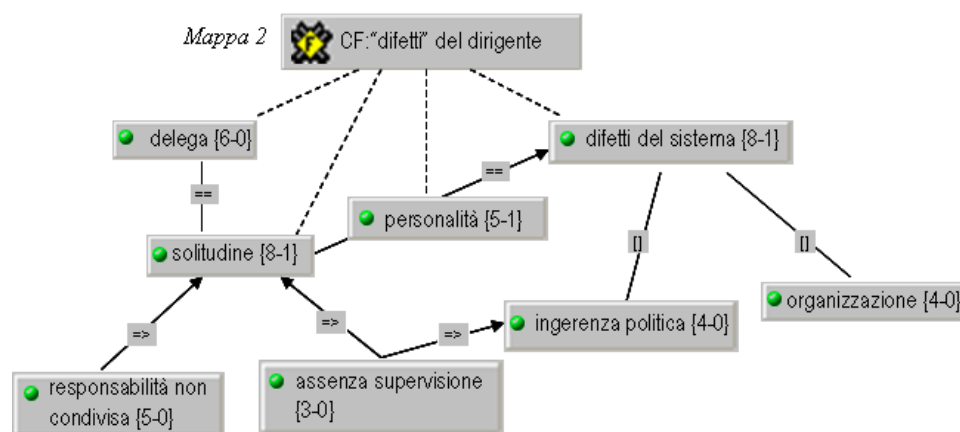 Mappa 2
F
CF:“difetti” del dirigente
delega {6-0}
difetti del sistema {8-1}
==
==
personalità {5-1}
solitudine {8-1}
[]
[]
organizzazione {4-0}
ingerenza politica {4-0}
=>
=>
=>
responsabilità non
condivisa {5-0}
assenza supervisione
{3-0}